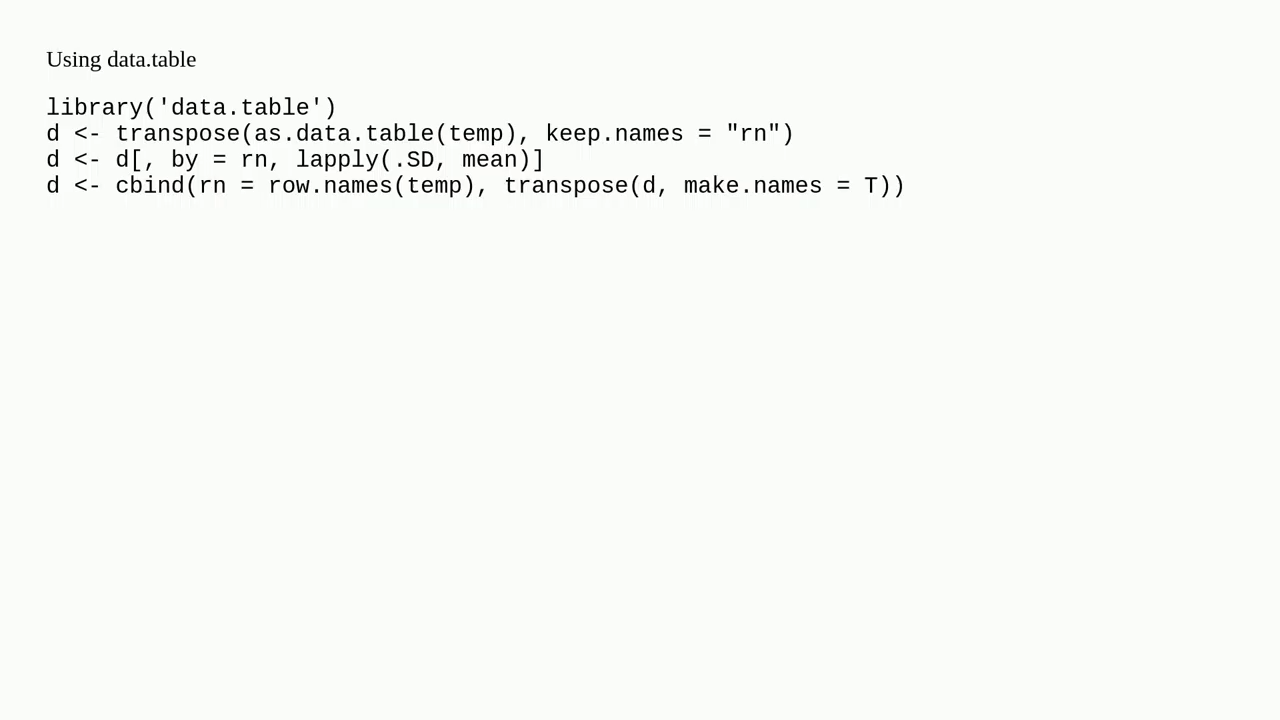 Using data.table
library('data.table')
d <- transpose(as.data.table(temp), keep.names = "rn")
d <- d[, by = rn, lapply(.SD, mean)]
d <- cbind(rn = row.names(temp), transpose(d, make.names = T))